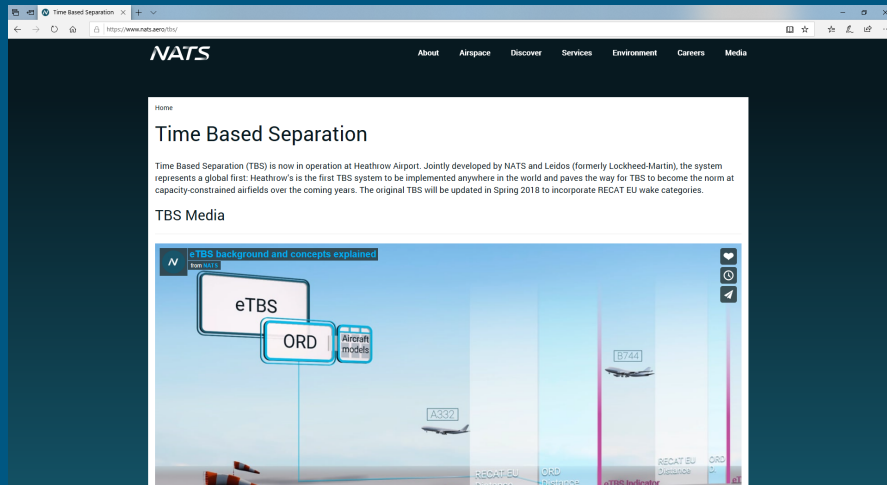 Time Based Separation
https://www.nats.aero/tbs/
NATS
About Airspace Discover Services Environment Careers Media
Home
Time Based Separation
Time Based Separation (TBS) is now in operation at Heathrow Airport. Jointly developed by NATS and Leidos (formerly Lockheed-Martin), the system
represents a global first: Heathrow's is the first TBS system to be implemented anywhere in the world and paves the way for TBS to become the norm at
capacity-constrained airfields over the coming years. The original TBS will be updated in Spring 2018 to incorporate RECAT EU wake categories.
TBS Media
eTBS background and concepts explained
from NATS
eTBS
ORD
Aircraft
models
B744
A332
RECAT EU
Distance
ORD
D
RECAT EU
Distance
ORD
Distance
eTBS Indicator
eT